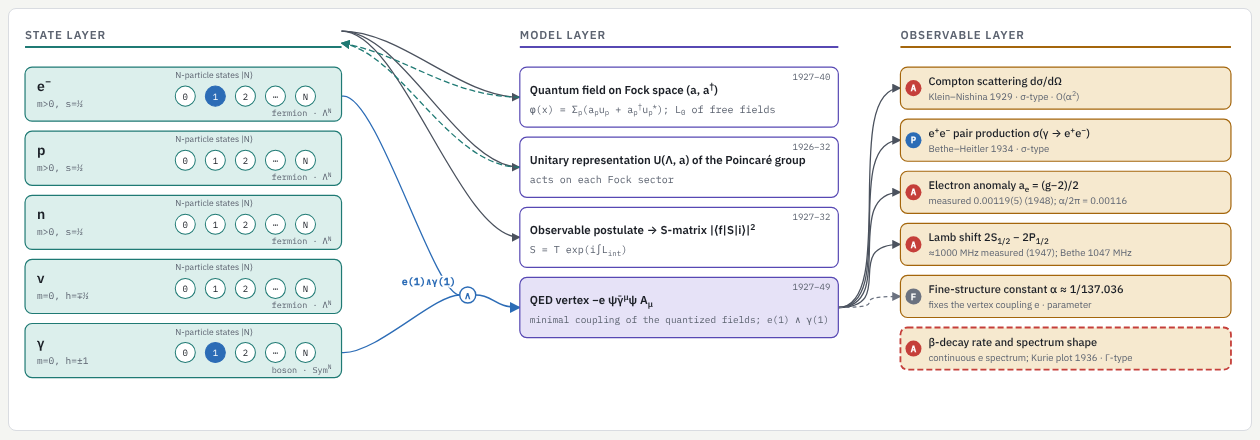 STATE LAYER
e⁻
m>0, s=½
N-particle states (N)
0 1 2 ⋯ N
fermion · Λᴺ
p
m>0, s=½
N-particle states (N)
0 1 2 ⋯ N
fermion · Λᴺ
n
m>0, s=½
N-particle states (N)
0 1 2 ⋯ N
fermion · Λᴺ
ν
m=0, h=∓½
N-particle states (N)
0 1 2 ⋯ N
fermion · Λᴺ
γ
m=0, h=±1
N-particle states (N)
0 1 2 ⋯ N
boson · Symᴺ
e(1)∧γ(1)
∧
MODEL LAYER
1927–40
Quantum field on Fock space (a, a†)
φ(x) = Σₚ(aₚuₚ + aₚ†uₚ*); L₀ of free fields
1926–32
Unitary representation U(Λ, a) of the Poincaré group
acts on each Fock sector
1927–32
Observable postulate → S-matrix |⟨f|S|i⟩|²
S = T exp(i∫L_int)
1927–49
QED vertex −e ψ̄γ^μψ A_μ
minimal coupling of the quantized fields; e(1) ∧ γ(1)
OBSERVABLE LAYER
A
Compton scattering dσ/dΩ
Klein–Nishina 1929 · σ-type · O(α²)
P
e⁺e⁻ pair production σ(γ → e⁺e⁻)
Bethe–Heitler 1934 · σ-type
A
Electron anomaly aₑ = (g−2)/2
measured 0.00119(5) (1948); α/2π = 0.00116
A
Lamb shift 2S₁/₂ − 2P₁/₂
≈1000 MHz measured (1947); Bethe 1047 MHz
F
Fine-structure constant α ≈ 1/137.036
fixes the vertex coupling e · parameter
A
β-decay rate and spectrum shape
continuous e spectrum; Kurie plot 1936 · Γ-type